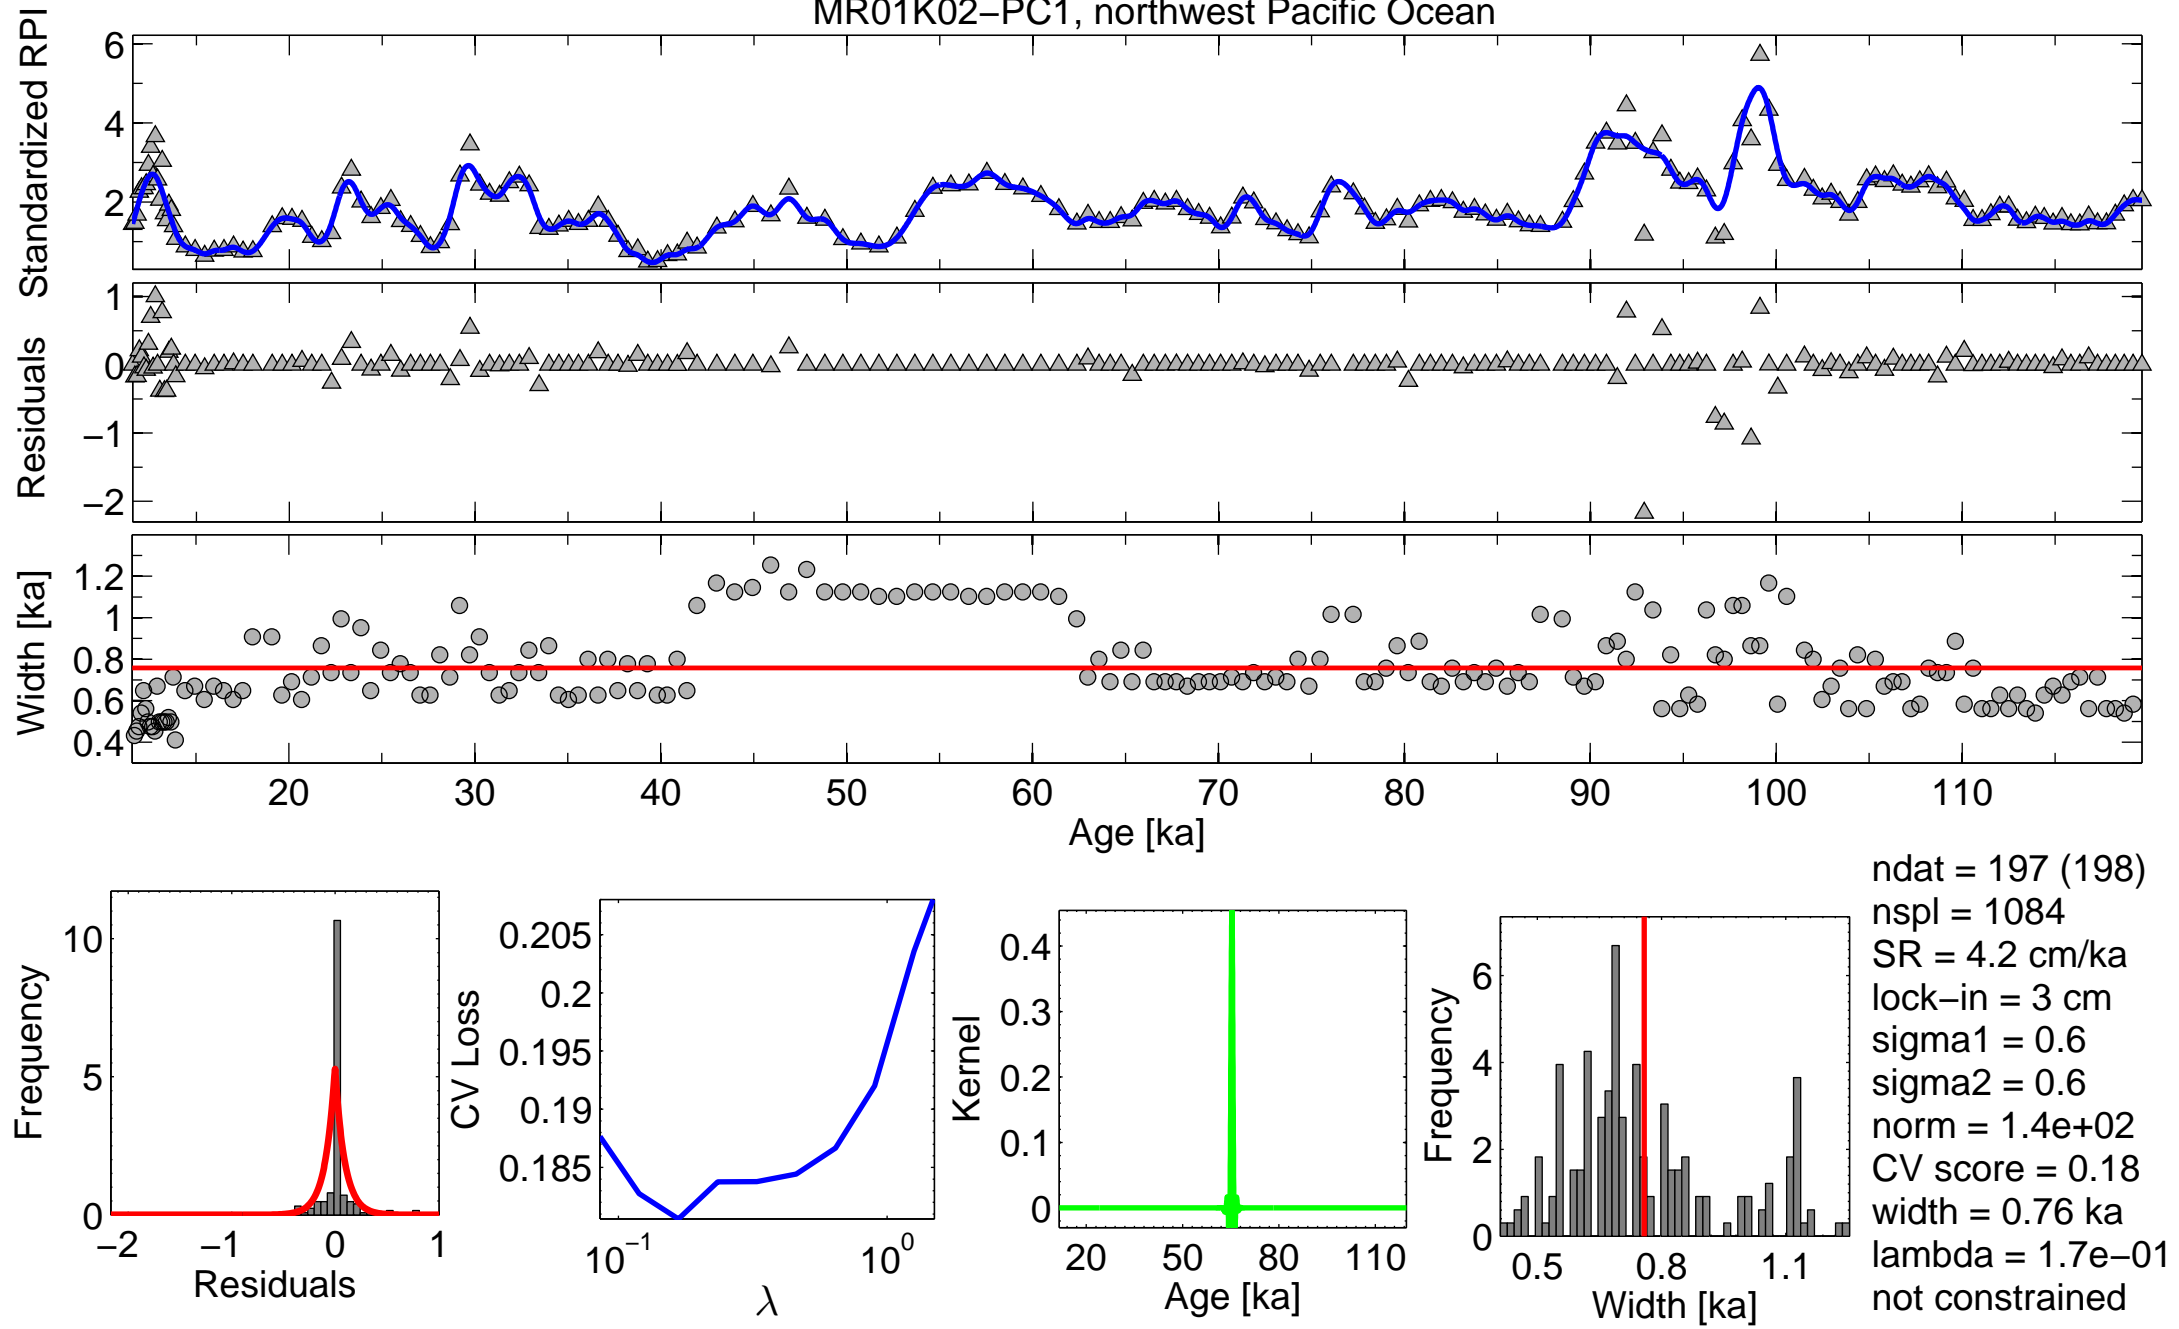 MR01K02−PC1, northwest Pacific Ocean
Standardized RPI
6
4
2
Residuals
1
0
−1
−2
Width [ka]
1.2
1
0.8
0.6
0.4
20 30 40 50 60 70 80 90 100 110
Age [ka]
Frequency
10
5
0
−2 −1 0 1
Residuals
CV Loss
0.205
0.2
0.195
0.19
0.185
10−1 100
λ
Kernel
0.4
0.3
0.2
0.1
0
20 50 80 110
Age [ka]
Frequency
6
4
2
0
0.5 0.8 1.1
Width [ka]
ndat = 197 (198)
nspl = 1084
SR = 4.2 cm/ka
lock−in = 3 cm
sigma1 = 0.6
sigma2 = 0.6
norm = 1.4e+02
CV score = 0.18
width = 0.76 ka
lambda = 1.7e−01
not constrained